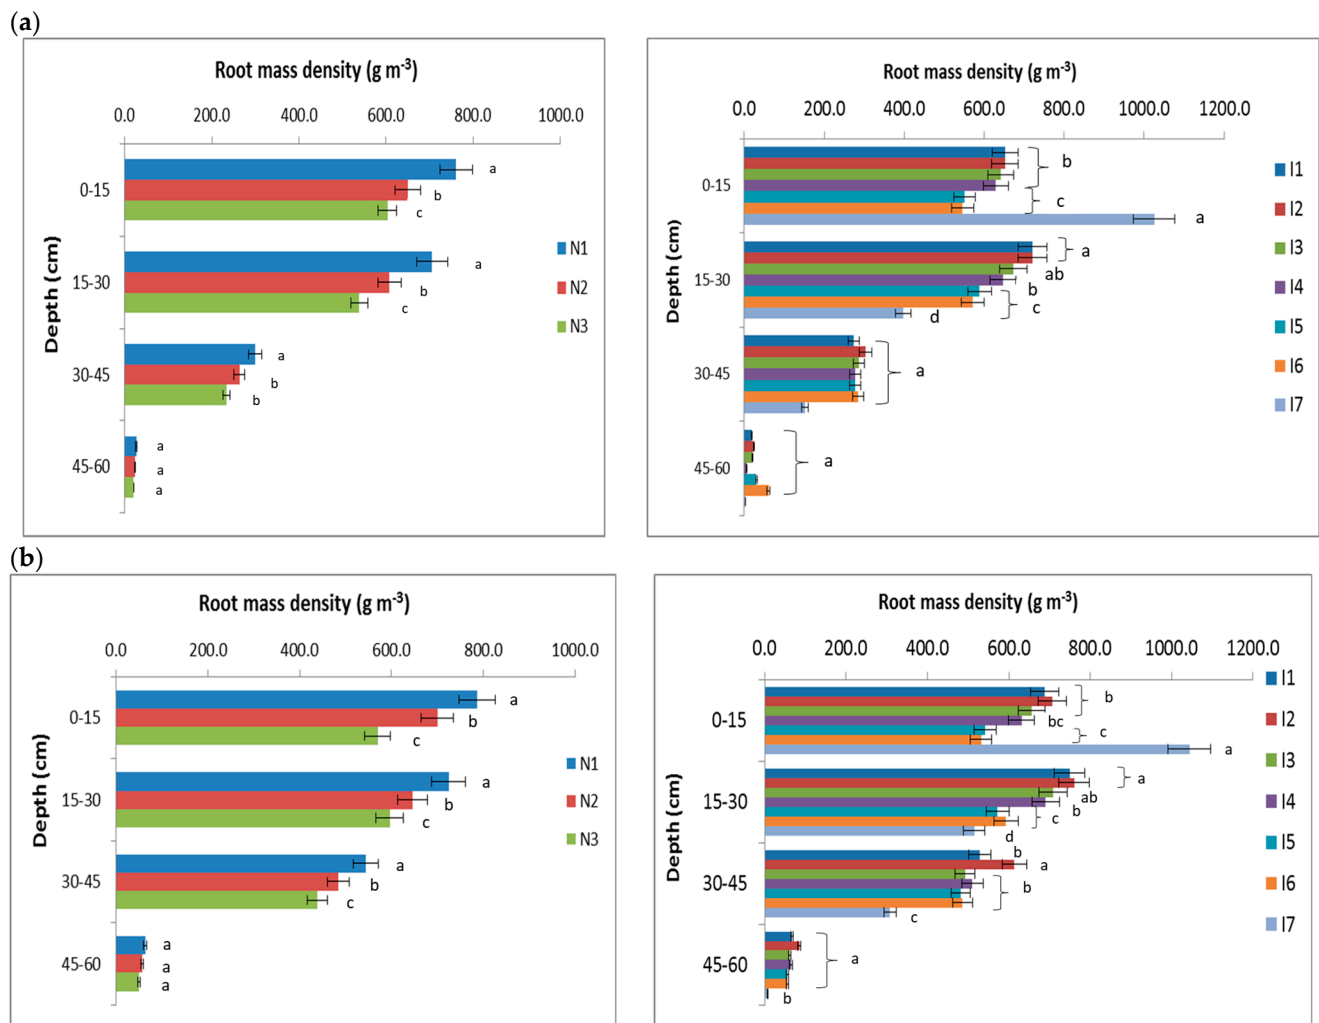 (a)
Root mass density (g m⁻³)
0.0 200.0 400.0 600.0 800.0 1000.0
Depth (cm)
0-15
a
b
c
15-30
a
b
c
30-45
a
b
b
45-60
a
a
a
N1
N2
N3
Root mass density (g m⁻³)
0.0 200.0 400.0 600.0 800.0 1000.0 1200.0
Depth (cm)
0-15
b
c
a
15-30
a
ab
b
c
d
30-45
a
45-60
a
I1
I2
I3
I4
I5
I6
I7
(b)
Root mass density (g m⁻³)
0.0 200.0 400.0 600.0 800.0 1000.0
Depth (cm)
0-15
a
b
c
15-30
a
b
c
30-45
a
b
c
45-60
a
a
a
N1
N2
N3
Root mass density (g m⁻³)
0.0 200.0 400.0 600.0 800.0 1000.0 1200.0
Depth (cm)
0-15
b
bc
c
a
15-30
a
ab
b
c
d
30-45
b
a
b
c
45-60
a
b
I1
I2
I3
I4
I5
I6
I7